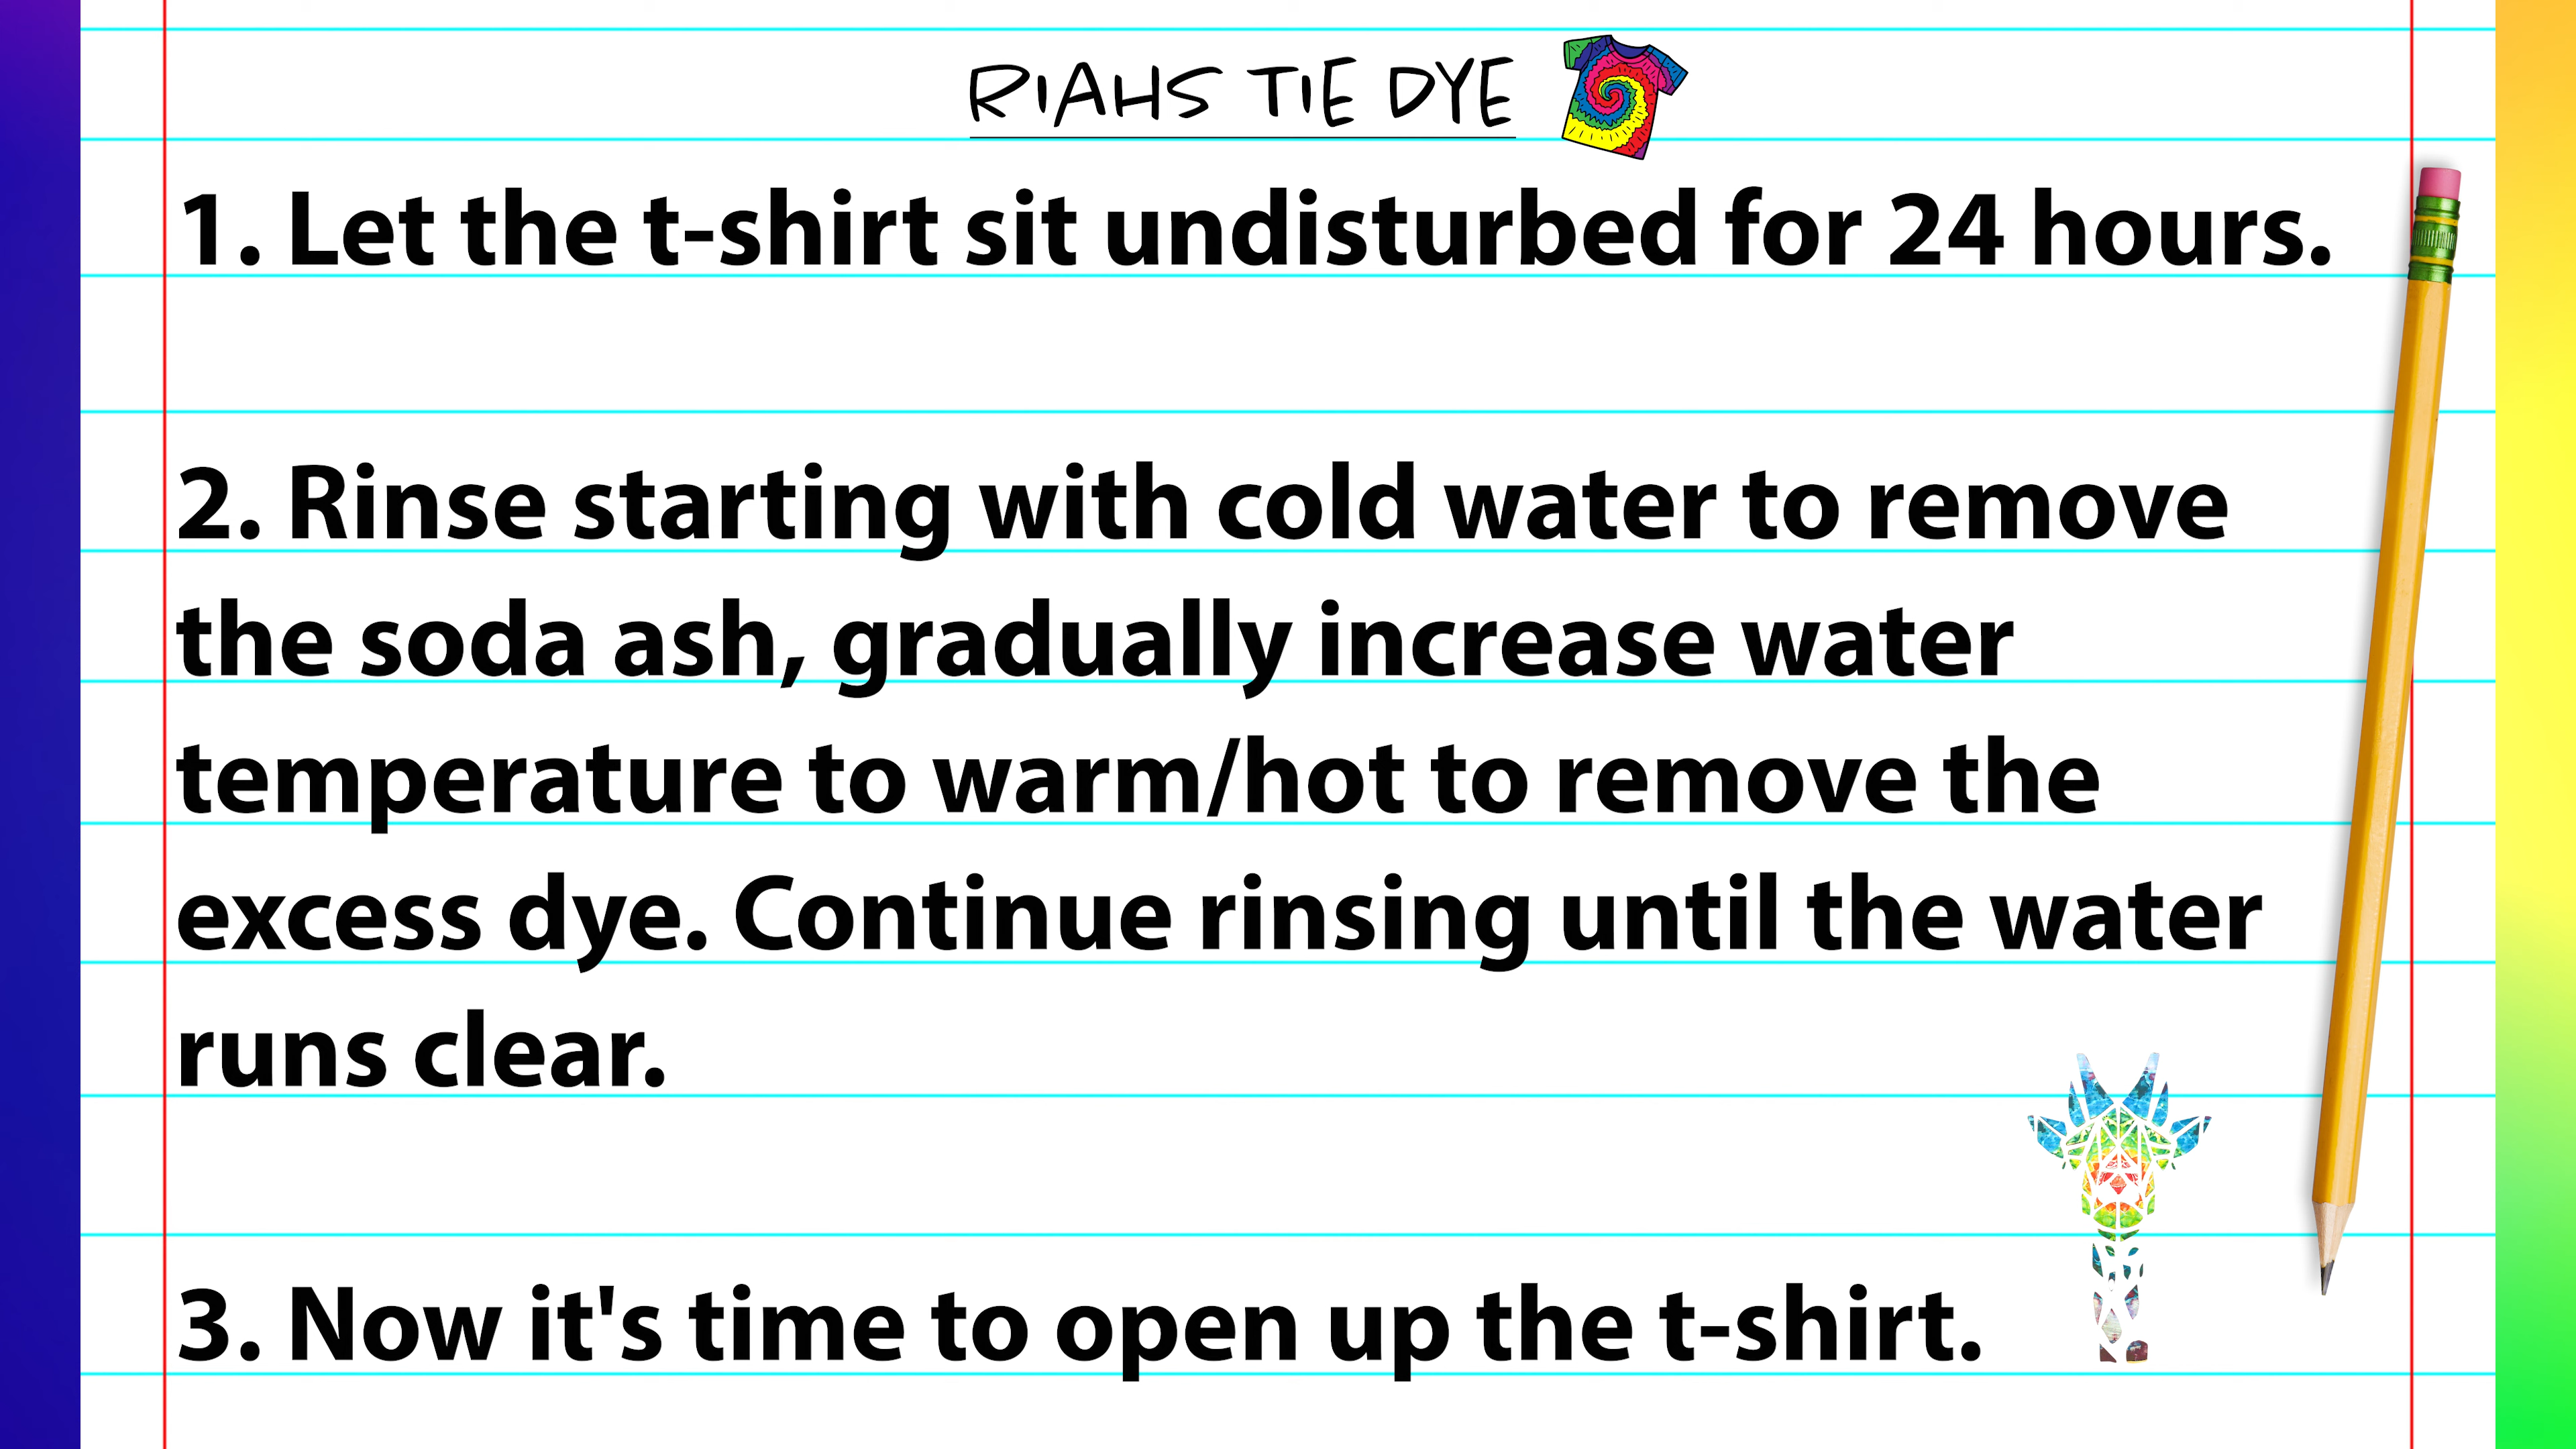 RIAHS TIE DYE
1. Let the t-shirt sit undisturbed for 24 hours.
2. Rinse starting with cold water to remove
the soda ash, gradually increase water
temperature to warm/hot to remove the
excess dye. Continue rinsing until the water
runs clear.
3. Now it's time to open up the t-shirt.